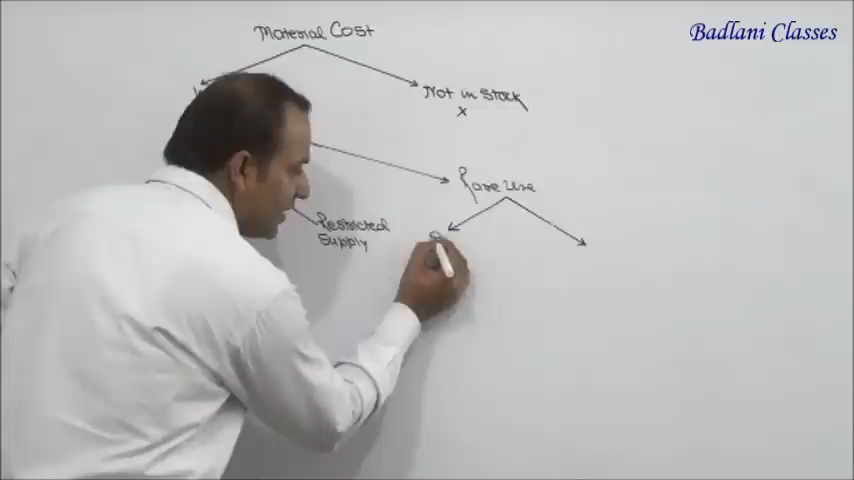 Badlani Classes
Material Cost
Not in Stock
x
Rare Use
Restricted
Supply